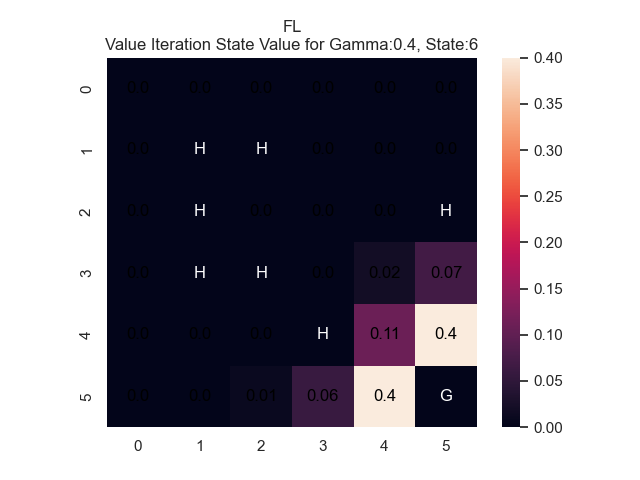 FL
Value Iteration State Value for Gamma:0.4, State:6
0 0.0 0.0 0.0 0.0 0.0 0.0
1 0.0 H H 0.0 0.0 0.0
2 0.0 H 0.0 0.0 0.0 H
3 0.0 H H 0.0 0.02 0.07
4 0.0 0.0 0.0 H 0.11 0.4
5 0.0 0.0 0.01 0.06 0.4 G
0 1 2 3 4 5
0.40
0.35
0.30
0.25
0.20
0.15
0.10
0.05
0.00